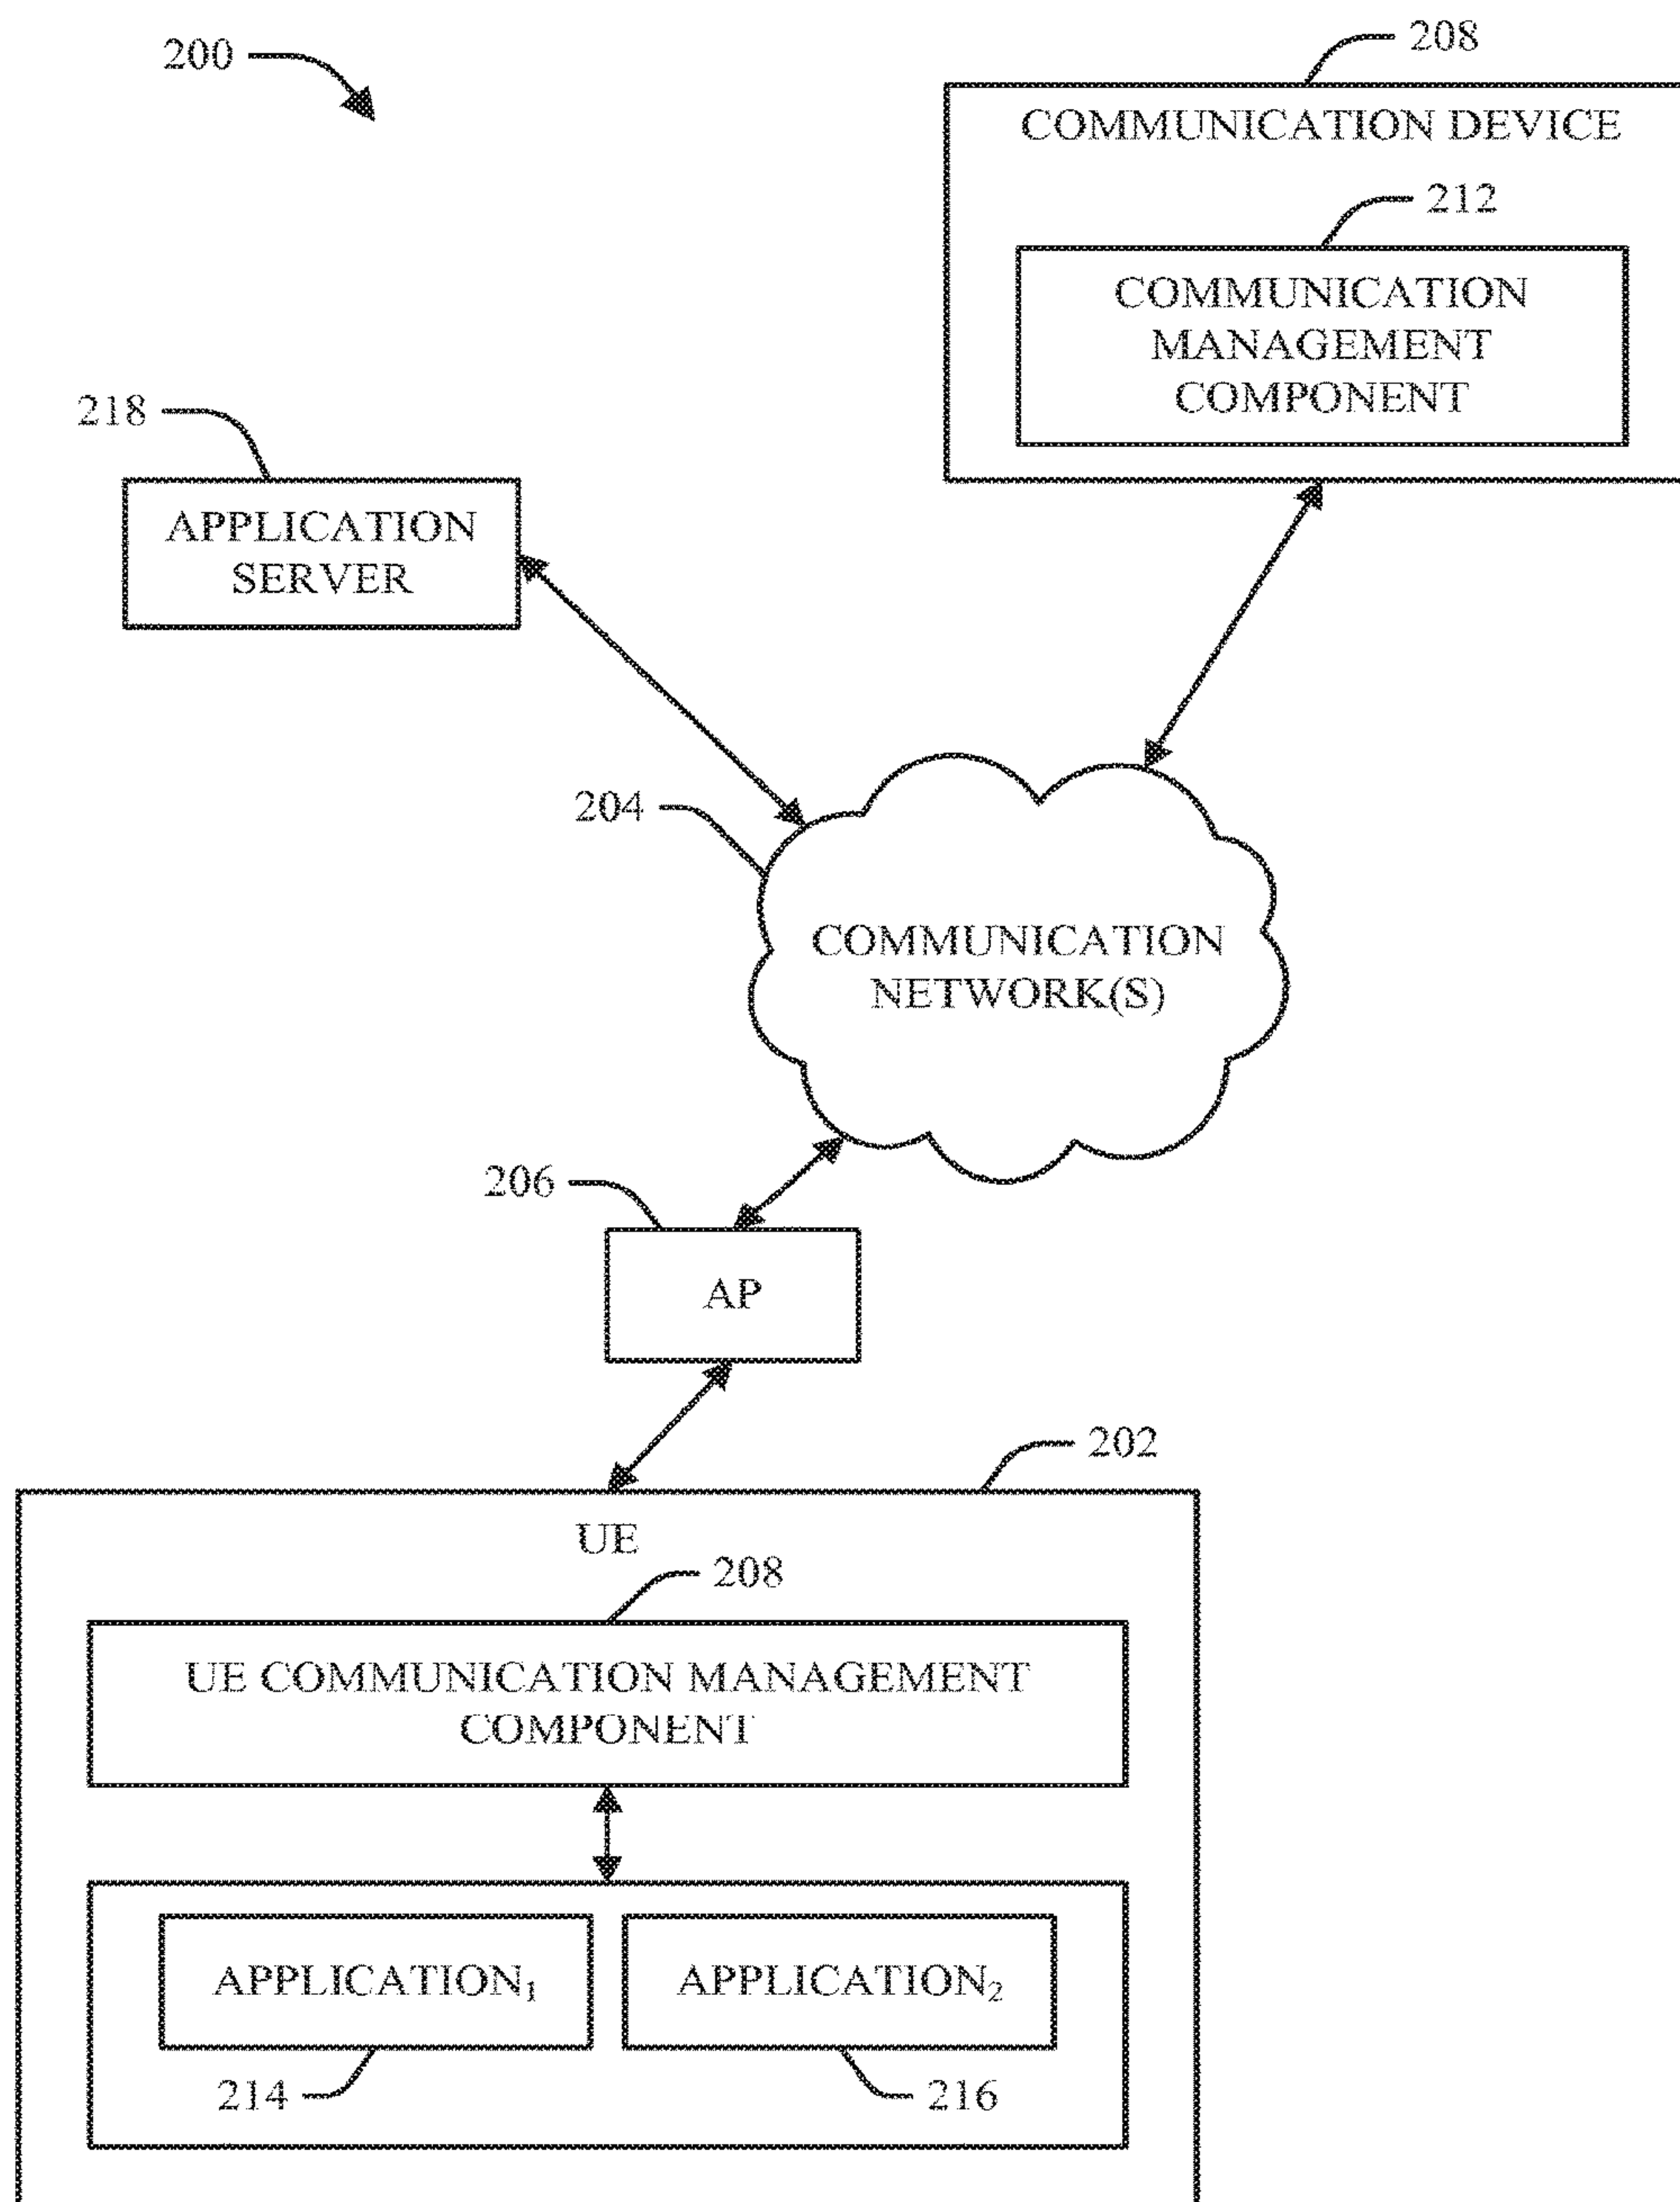 200
208
COMMUNICATION DEVICE
212
COMMUNICATION
MANAGEMENT
COMPONENT
218
APPLICATION
SERVER
204
COMMUNICATION
NETWORK(S)
206
AP
202
UE
208
UE COMMUNICATION MANAGEMENT
COMPONENT
APPLICATION₁
APPLICATION₂
214
216